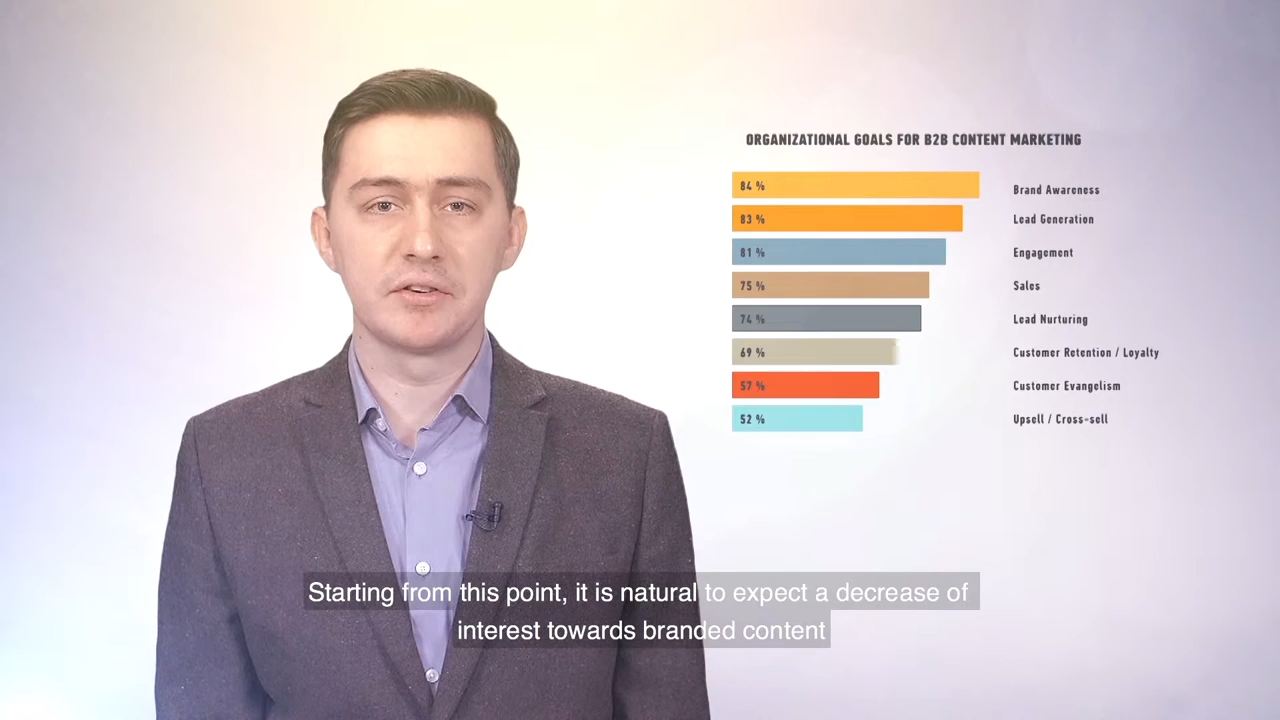 ORGANIZATIONAL GOALS FOR B2B CONTENT MARKETING
84 % Brand Awareness
83 % Lead Generation
81 % Engagement
75 % Sales
74 % Lead Nurturing
69 % Customer Retention / Loyalty
57 % Customer Evangelism
52 % Upsell / Cross-sell
Starting from this point, it is natural to expect a decrease of
interest towards branded content